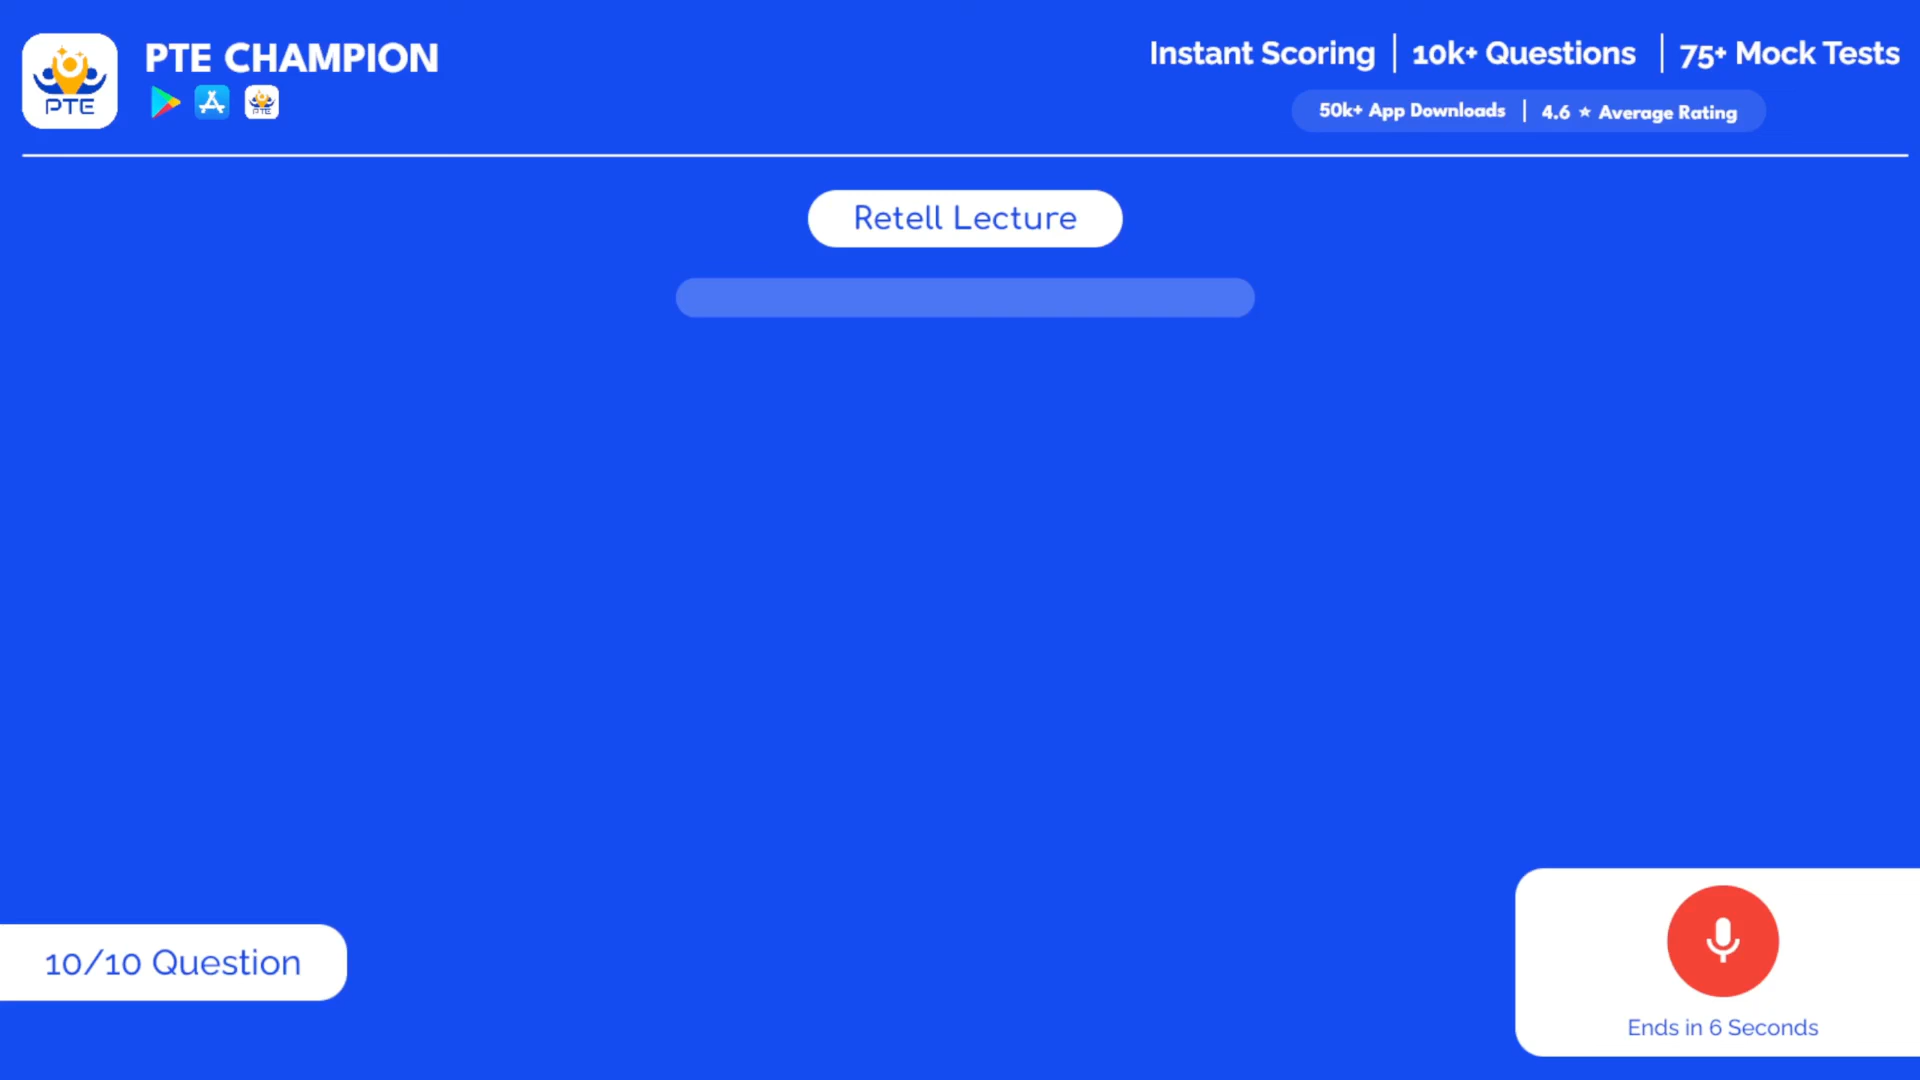 PTE CHAMPION
PTE
PTE
Instant Scoring | 10k+ Questions | 75+ Mock Tests
50k+ App Downloads | 4.6 ★ Average Rating
Retell Lecture
10/10 Question
Ends in 6 Seconds